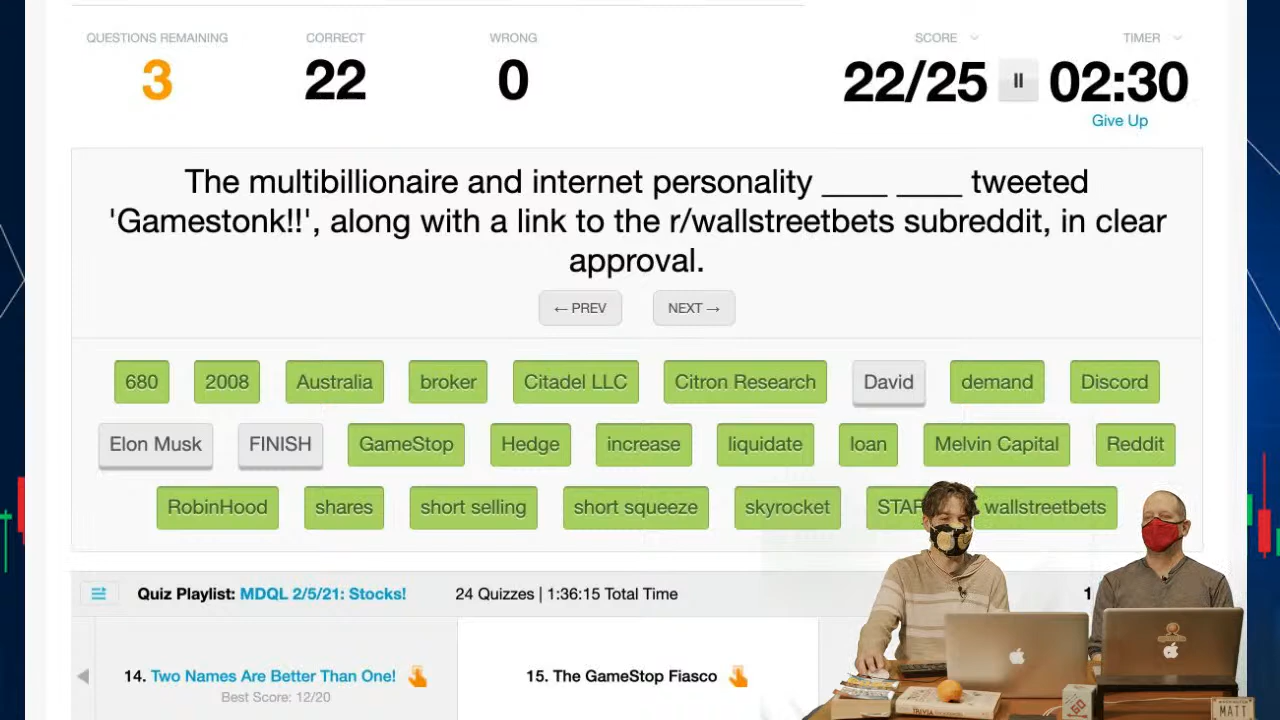 QUESTIONS REMAINING CORRECT WRONG SCORE TIMER
3 22 0 22/25 02:30
Give Up
The multibillionaire and internet personality ____ ____ tweeted
'Gamestonk!!', along with a link to the r/wallstreetbets subreddit, in clear
approval.
← PREV NEXT →
680 2008 Australia broker Citadel LLC Citron Research David demand Discord
Elon Musk FINISH GameStop Hedge increase liquidate loan Melvin Capital Reddit
RobinHood shares short selling short squeeze skyrocket STAR wallstreetbets
Quiz Playlist: MDQL 2/5/21: Stocks! 24 Quizzes | 1:36:15 Total Time 1
14. Two Names Are Better Than One! 15. The GameStop Fiasco
Best Score: 12/20
TRIVIA
MATT